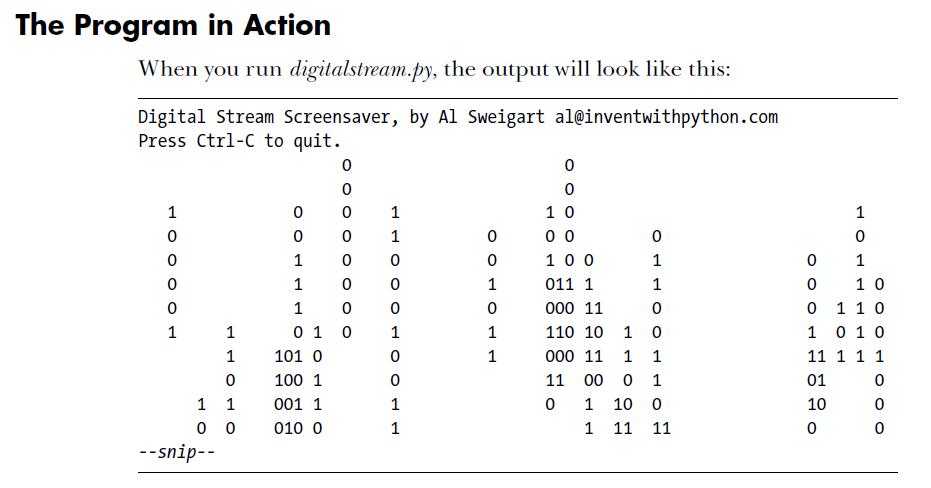 The Program in Action
When you run digitalstream.py, the output will look like this:
Digital Stream Screensaver, by Al Sweigart al@inventwithpython.com
Press Ctrl-C to quit.
                     0                      0
                     0                      0
   1            0    0    1               1 0                             1
   0            0    0    1         0     0 0        0                    0
   0            1    0    0         0     1 0 0      1               0    1
   0            1    0    0         1     011 1      1               0    1 0
   0            1    0    0         0     000 11     0               0  1 1 0
   1     1      0 1  0    1         1     110 10  1  0               1  0 1 0
         1    101 0       0         1     000 11  1  1               11 1 1 1
         0    100 1       0               11  00  0  1               01     0
      1  1    001 1       1               0   1  10  0               10     0
      0  0    010 0       1                   1  11  11              0      0
--snip--